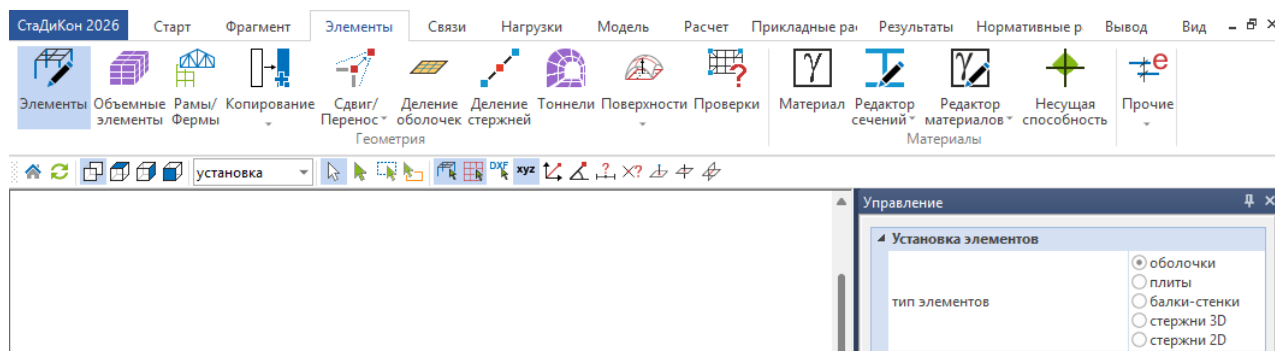 СтаДиКон 2026 Старт Фрагмент Элементы Связи Нагрузки Модель Расчет Прикладные ра Результаты Нормативные р Вывод Вид
Элементы Объемные элементы Рамы/ Фермы Копирование Сдвиг/ Перенос Деление оболочек Деление стержней Тоннели Поверхности Проверки Материал Редактор сечений Редактор материалов Несущая способность Прочие
Геометрия Материалы
установка DXF xyz
Управление
Установка элементов
оболочки
плиты
тип элементов балки-стенки
стержни 3D
стержни 2D